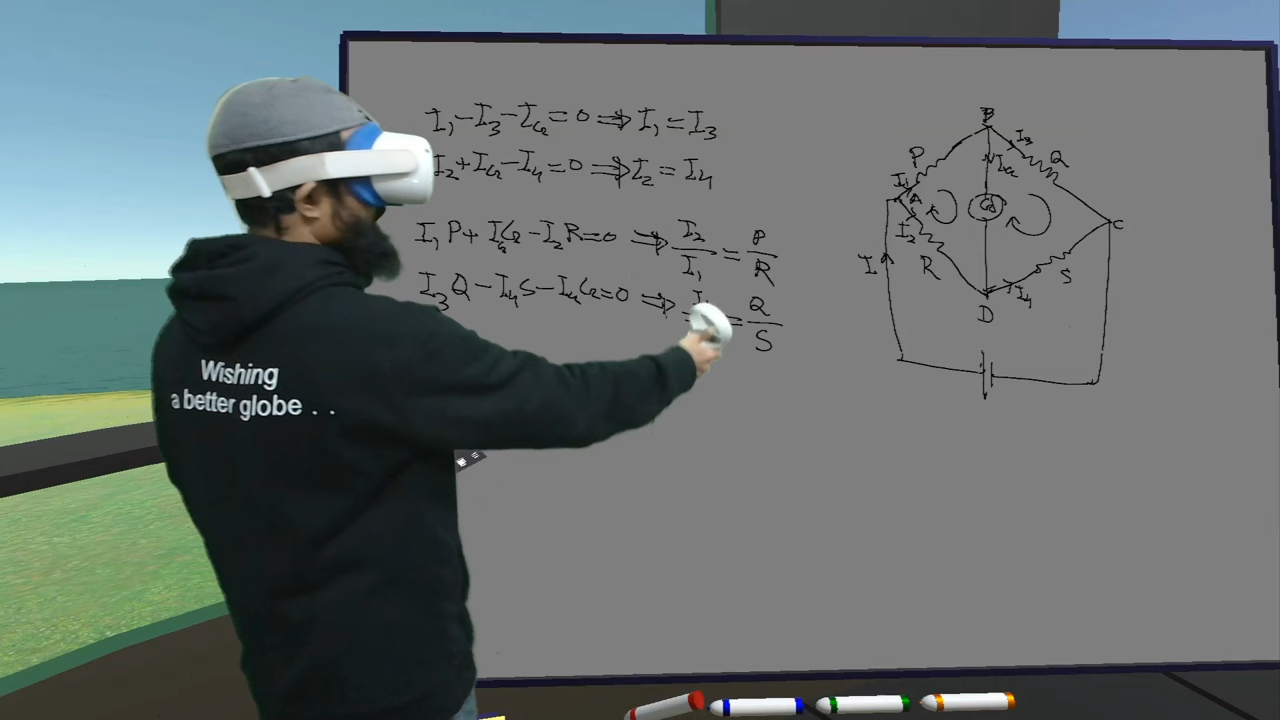 I₁-I₃-I_G=0⇒I₁=I₃
I₂+I_G-I₄=0⇒I₂=I₄
I₁P+I_G G-I₂R=0 ⇒ I₂/I₁=P/R
I₃Q-I₄S-I_G G=0 ⇒ =Q/S
Wishing
a better globe . .
B
I₃
P
I_G
Q
I₁
A
G
C
I₂
I
R
S
I₄
D